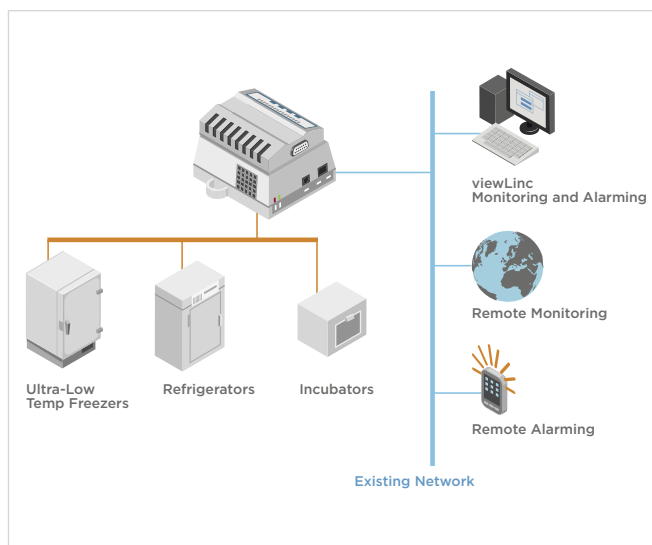 viewLinc
Monitoring and Alarming
Remote Monitoring
Ultra-Low
Temp Freezers
Refrigerators
Incubators
Remote Alarming
Existing Network